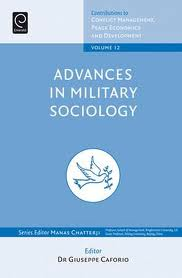 Emerald
Contributions to
CONFLICT MANAGEMENT,
PEACE ECONOMICS
AND DEVELOPMENT
VOLUME 12
ADVANCES
IN MILITARY
SOCIOLOGY
Series Editor MANAS CHATTERJI
Editor
DR GIUSEPPE CAFORIO